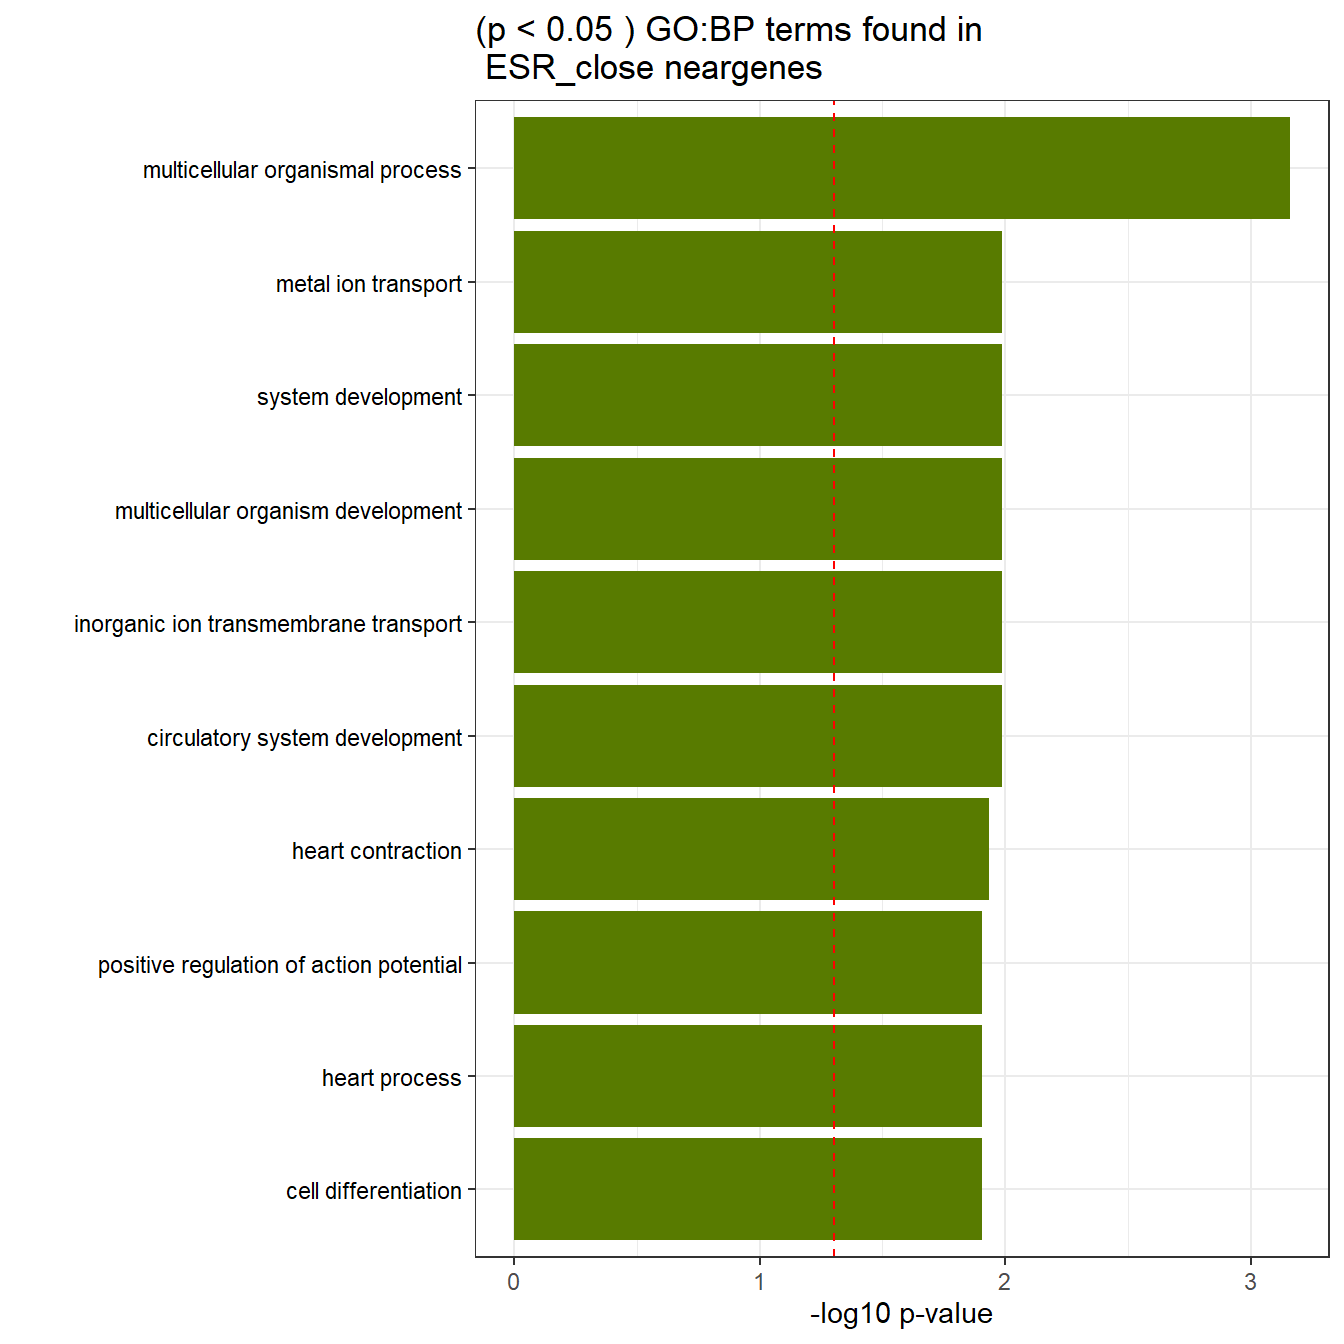 (p < 0.05 ) GO:BP terms found in
ESR_close neargenes
multicellular organismal process
metal ion transport
system development
multicellular organism development
inorganic ion transmembrane transport
circulatory system development
heart contraction
positive regulation of action potential
heart process
cell differentiation
0 1 2 3
-log10 p-value